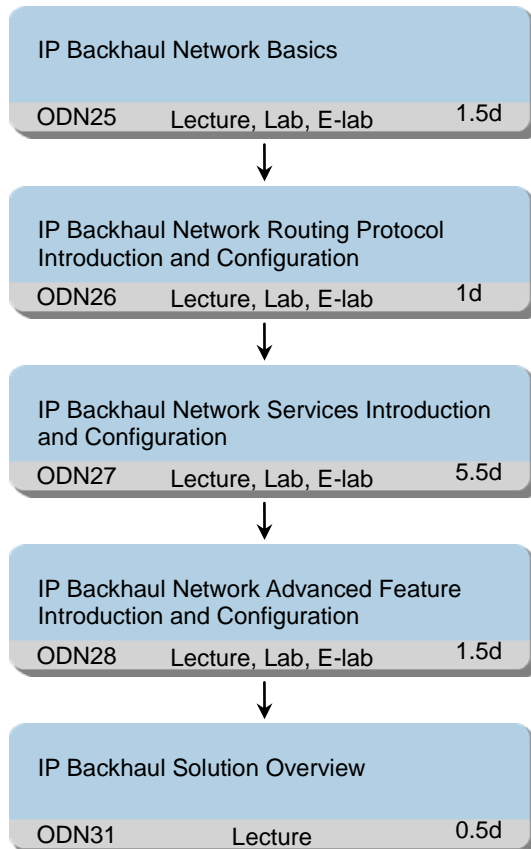 IP Backhaul Network Basics
ODN25 Lecture, Lab, E-lab 1.5d
IP Backhaul Network Routing Protocol
Introduction and Configuration
ODN26 Lecture, Lab, E-lab 1d
IP Backhaul Network Services Introduction
and Configuration
ODN27 Lecture, Lab, E-lab 5.5d
IP Backhaul Network Advanced Feature
Introduction and Configuration
ODN28 Lecture, Lab, E-lab 1.5d
IP Backhaul Solution Overview
ODN31 Lecture 0.5d